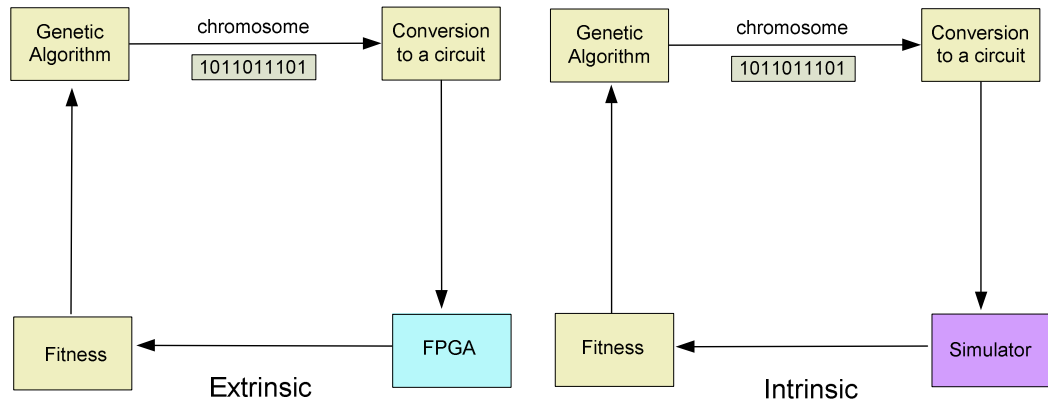 Genetic
Algorithm
chromosome
1011011101
Conversion
to a circuit
Fitness
FPGA
Extrinsic
Genetic
Algorithm
chromosome
1011011101
Conversion
to a circuit
Fitness
Simulator
Intrinsic